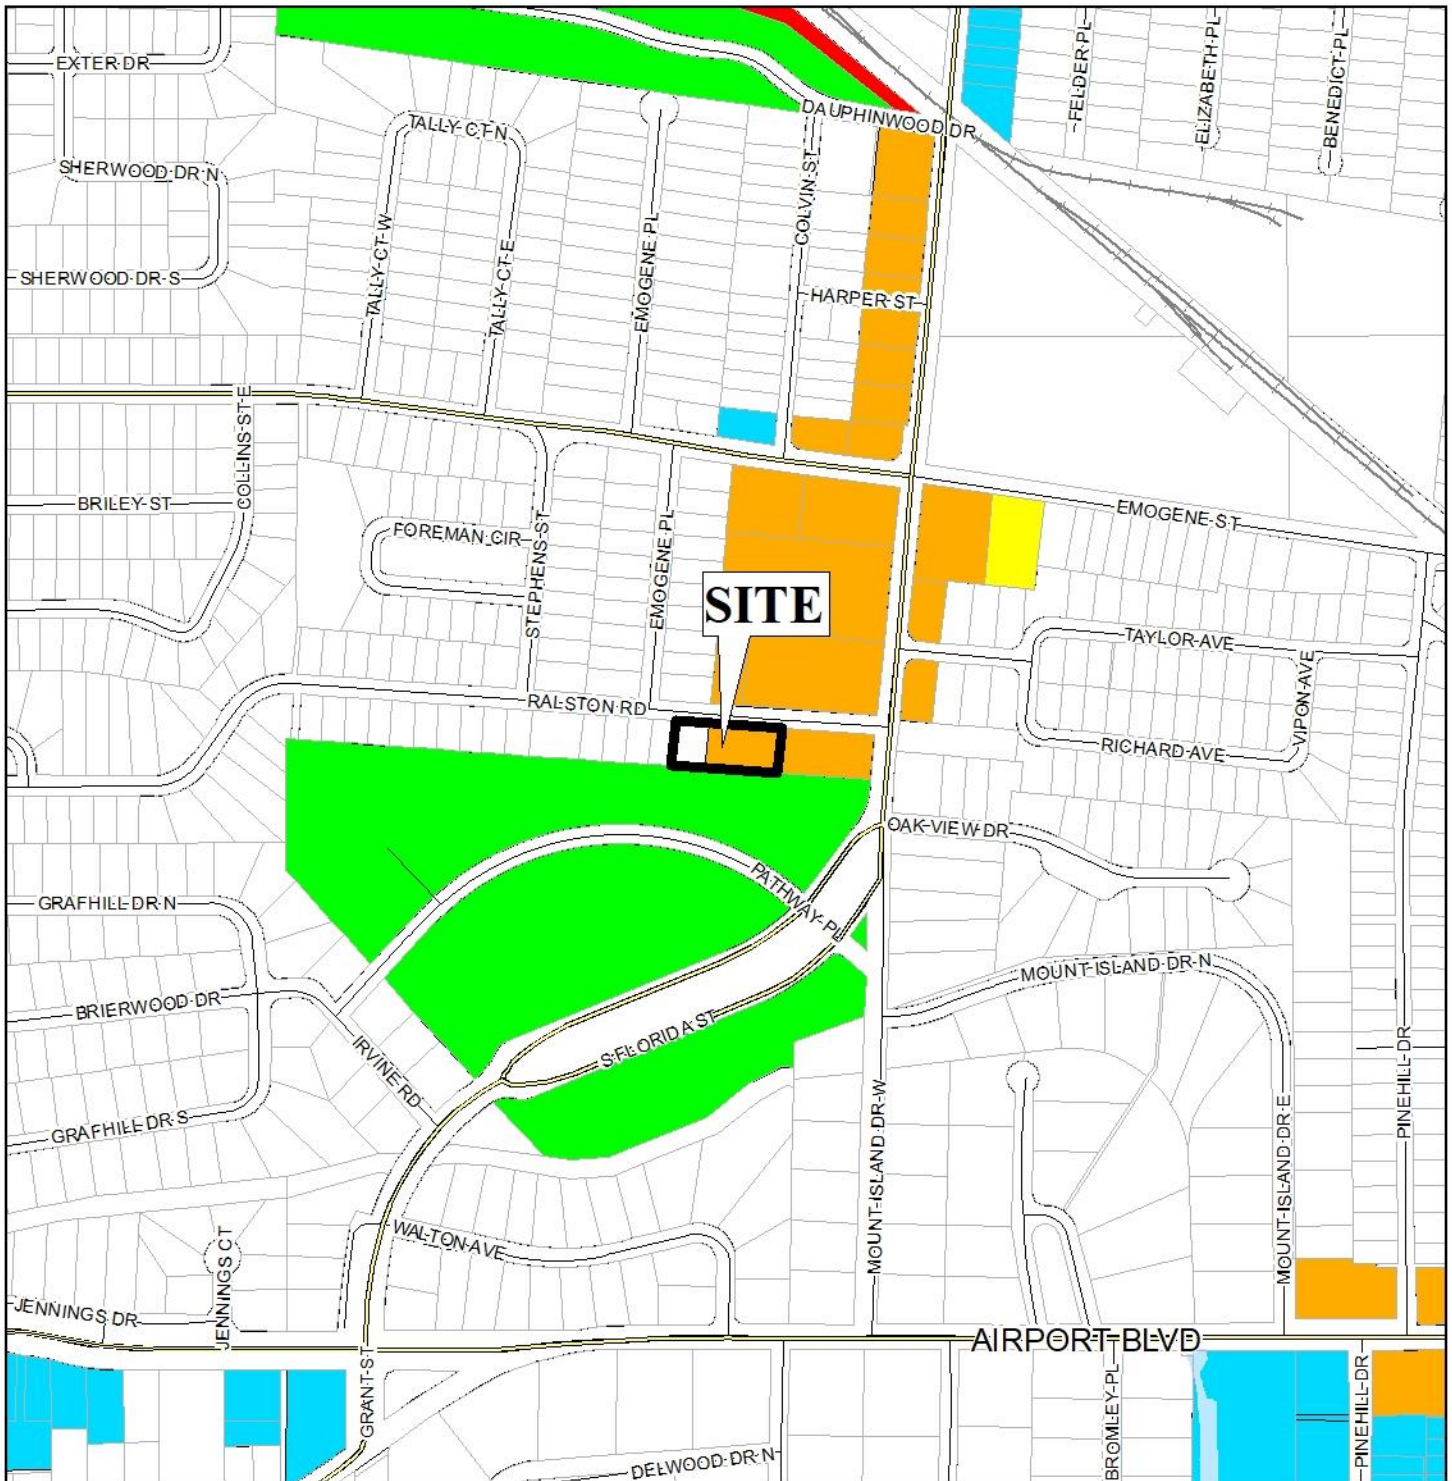 EXTER DR
FELDER PL
ELIZABETH PL
BENEDICT PL
DAUPHINWOOD DR
TALLY CT N
SHERWOOD DR N
COLVIN ST
TALLY CT W
TALLY CT E
EMOGENE PL
SHERWOOD DR S
HARPER ST
COLLINS ST E
BRILEY ST
FOREMAN CIR
STEPHENS ST
EMOGENE PL
EMOGENE ST
SITE
TAYLOR AVE
VIPON AVE
RALSTON RD
RICHARD AVE
OAK VIEW DR
PATHWAY PL
GRAFHILL DR N
MOUNT ISLAND DR N
BRIERWOOD DR
IRVINE RD
S FLORIDA ST
PINEHILL DR
GRAFHILL DR S
MOUNT ISLAND DR W
MOUNT ISLAND DR E
WALTON AVE
JENNINGS CT
JENNINGS DR
AIRPORT BLVD
GRANT ST
BROMLEY PL
PINEHILL DR
DELWOOD DR N